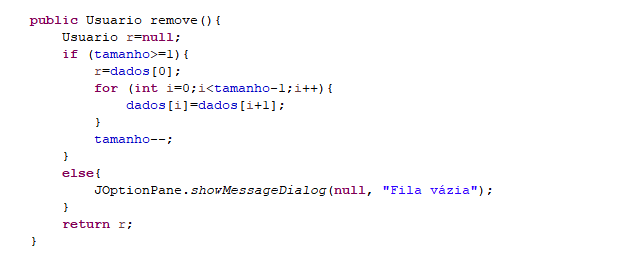 public Usuario remove(){
Usuario r=null;
if (tamanho>=1){
r=dados[0];
for (int i=0;i<tamanho-1;i++){
dados[i]=dados[i+1];
}
tamanho--;
}
else{
JOptionPane.showMessageDialog(null, "Fila vázia");
}
return r;
}